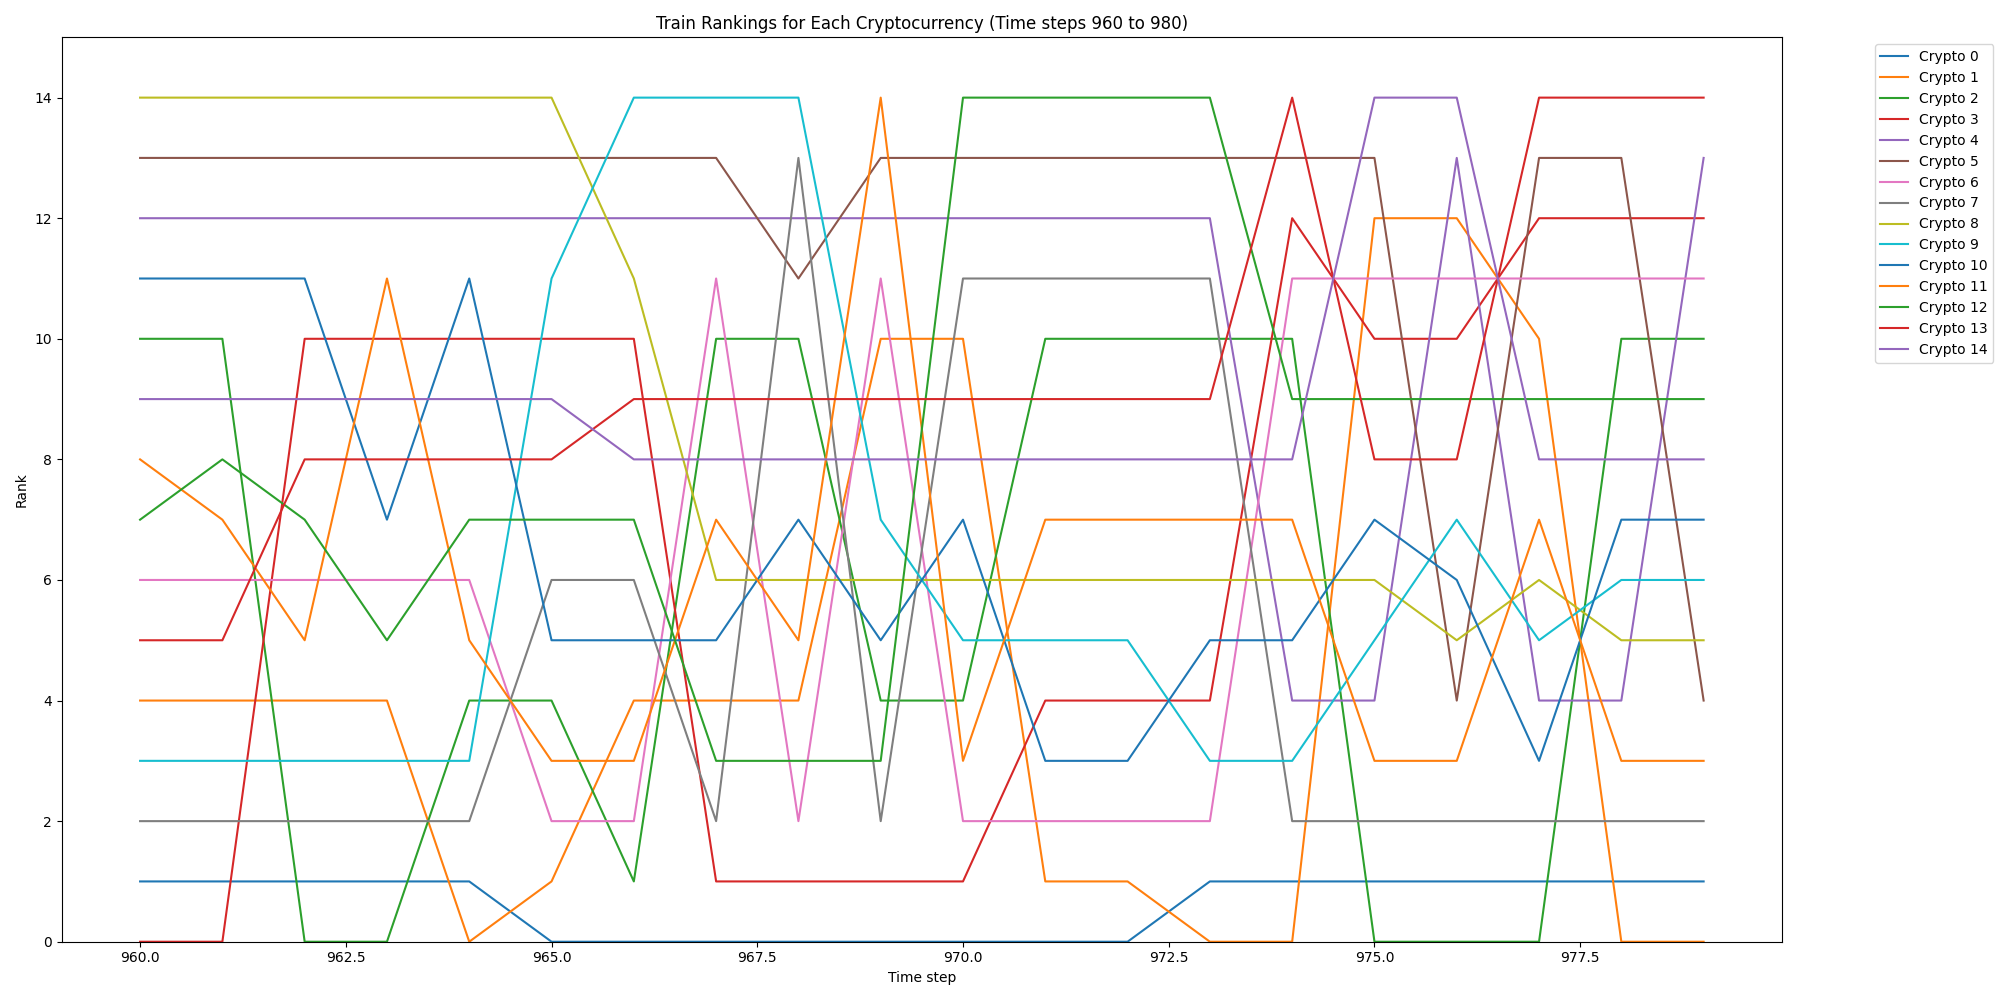 Train Rankings for Each Cryptocurrency (Time steps 960 to 980)
Rank
14
12
10
8
6
4
2
0
960.0 962.5 965.0 967.5 970.0 972.5 975.0 977.5
Time step
Crypto 0
Crypto 1
Crypto 2
Crypto 3
Crypto 4
Crypto 5
Crypto 6
Crypto 7
Crypto 8
Crypto 9
Crypto 10
Crypto 11
Crypto 12
Crypto 13
Crypto 14